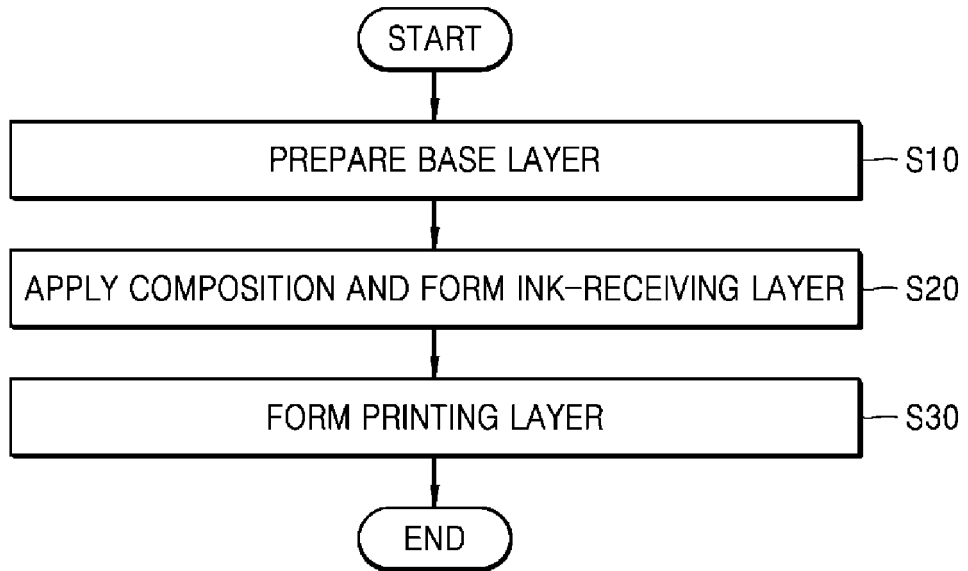 START
PREPARE BASE LAYER
S10
APPLY COMPOSITION AND FORM INK-RECEIVING LAYER
S20
FORM PRINTING LAYER
S30
END